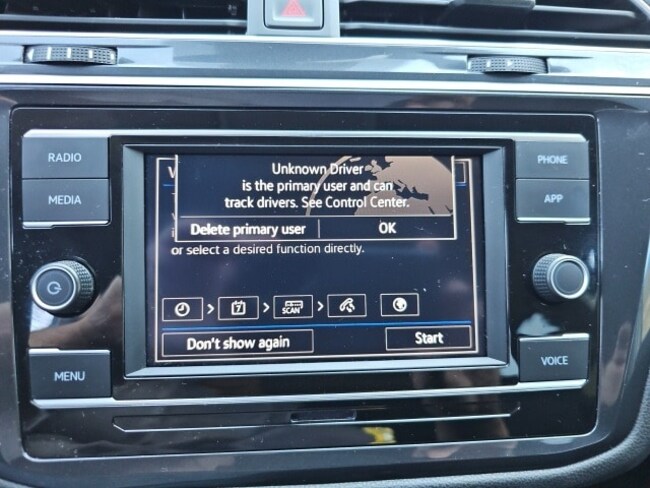 RADIO
MEDIA
MENU
PHONE
APP
VOICE
Unknown Driver
is the primary user and can
track drivers. See Control Center.
Delete primary user
OK
or select a desired function directly.
7
SCAN
Don't show again
Start